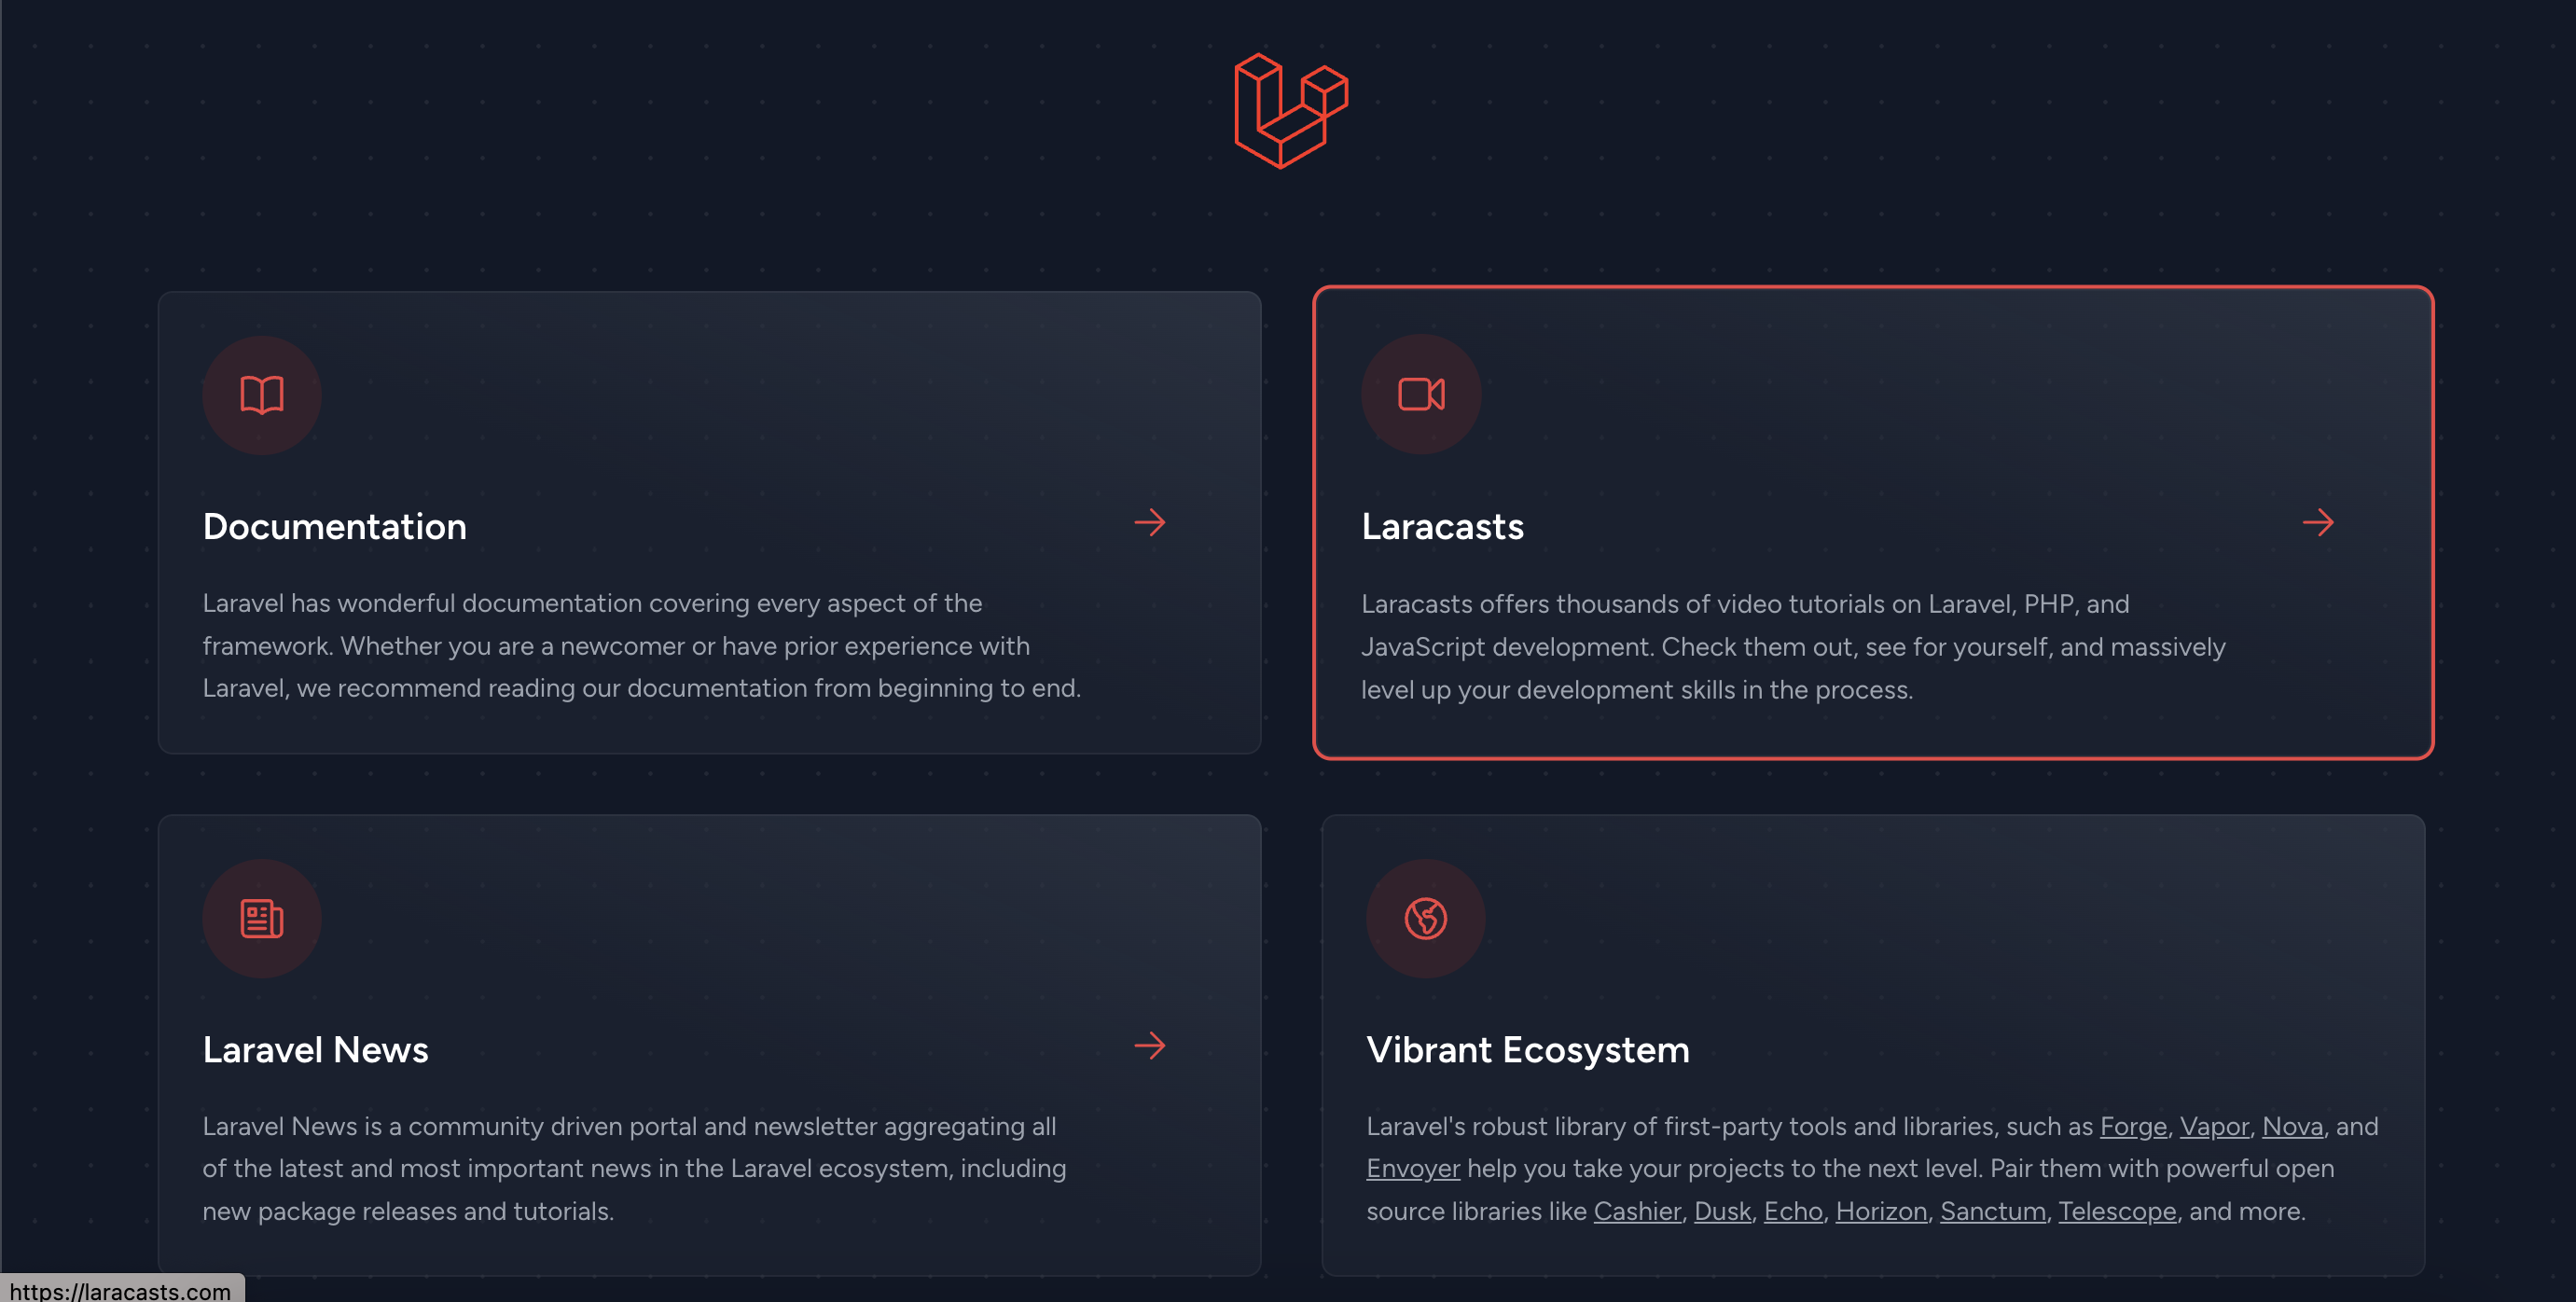 Documentation
Laravel has wonderful documentation covering every aspect of the
framework. Whether you are a newcomer or have prior experience with
Laravel, we recommend reading our documentation from beginning to end.
Laracasts
Laracasts offers thousands of video tutorials on Laravel, PHP, and
JavaScript development. Check them out, see for yourself, and massively
level up your development skills in the process.
Laravel News
Laravel News is a community driven portal and newsletter aggregating all
of the latest and most important news in the Laravel ecosystem, including
new package releases and tutorials.
Vibrant Ecosystem
Laravel's robust library of first-party tools and libraries, such as Forge, Vapor, Nova, and
Envoyer help you take your projects to the next level. Pair them with powerful open
source libraries like Cashier, Dusk, Echo, Horizon, Sanctum, Telescope, and more.
https://laracasts.com